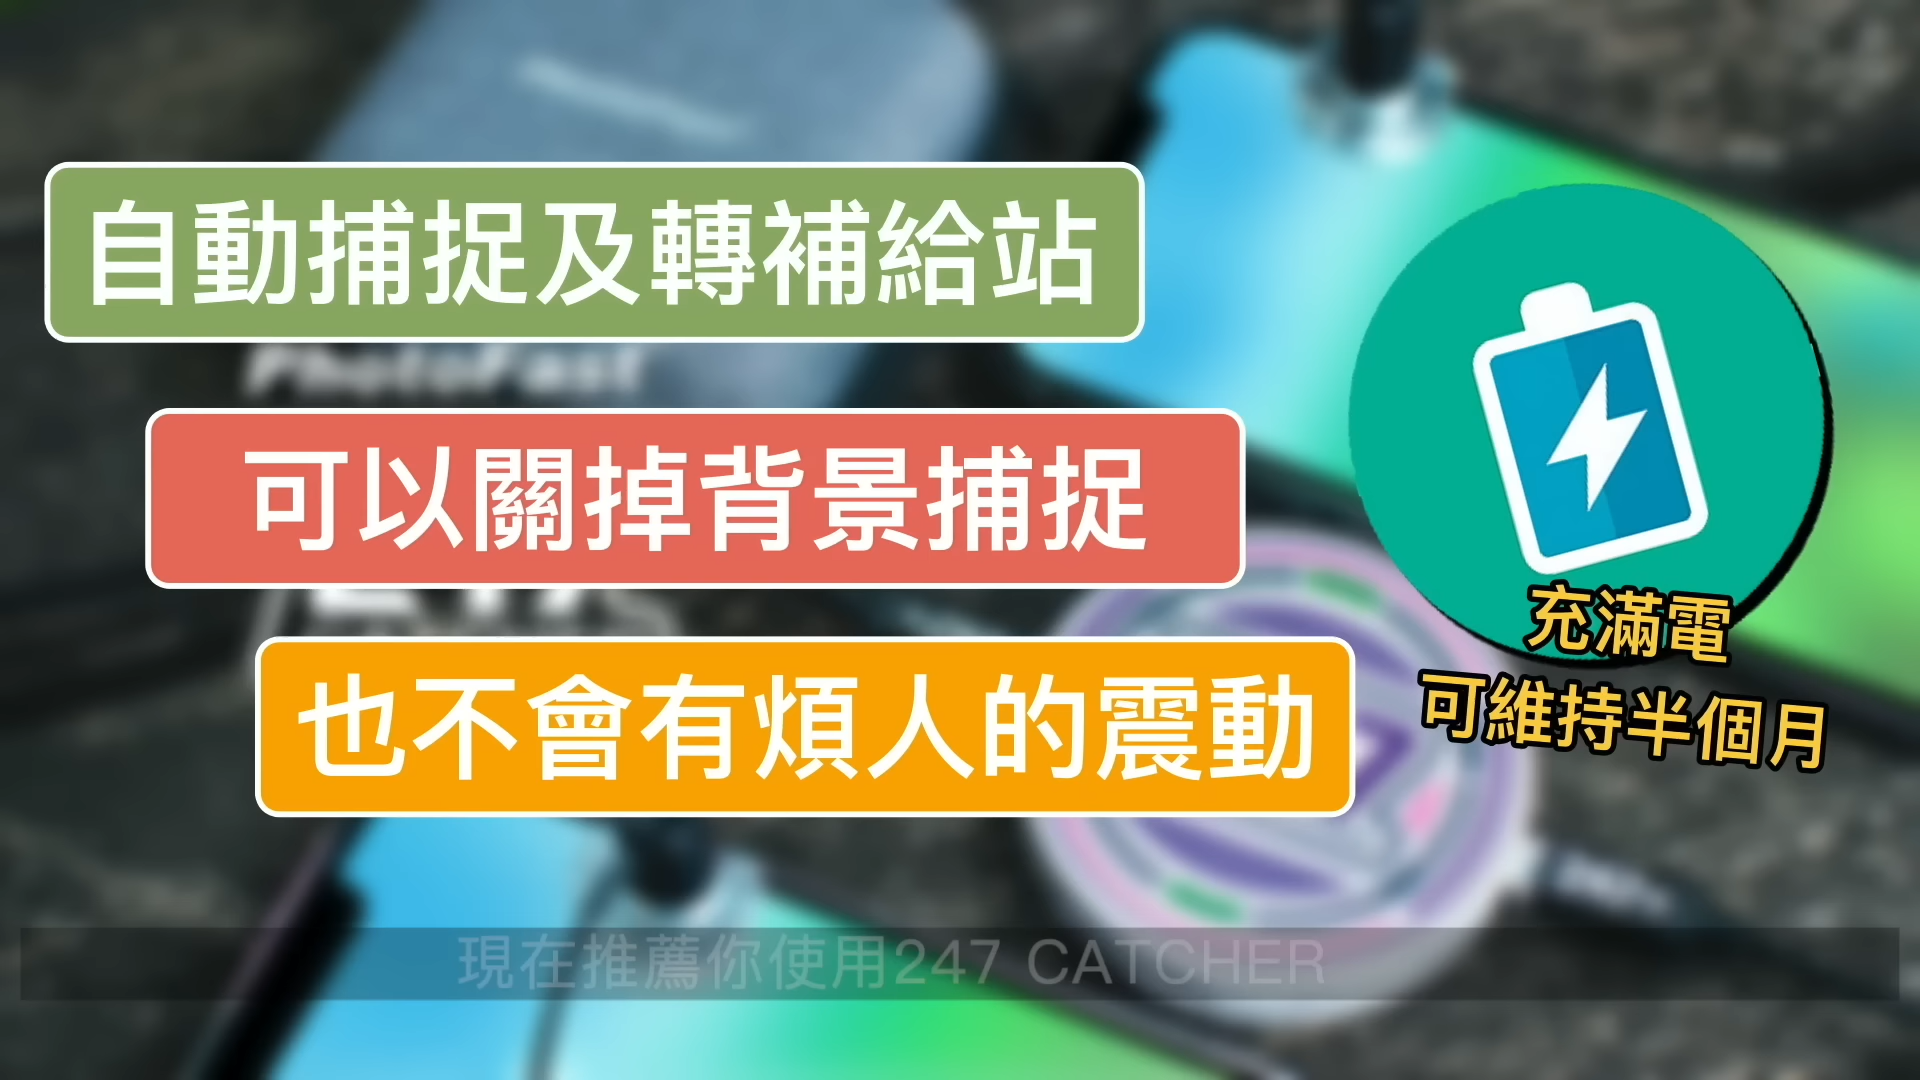 自動捕捉及轉補給站
PhotoFast
可以關掉背景捕捉
也不會有煩人的震動
充滿電
可維持半個月
現在推薦你使用247 CATCHER